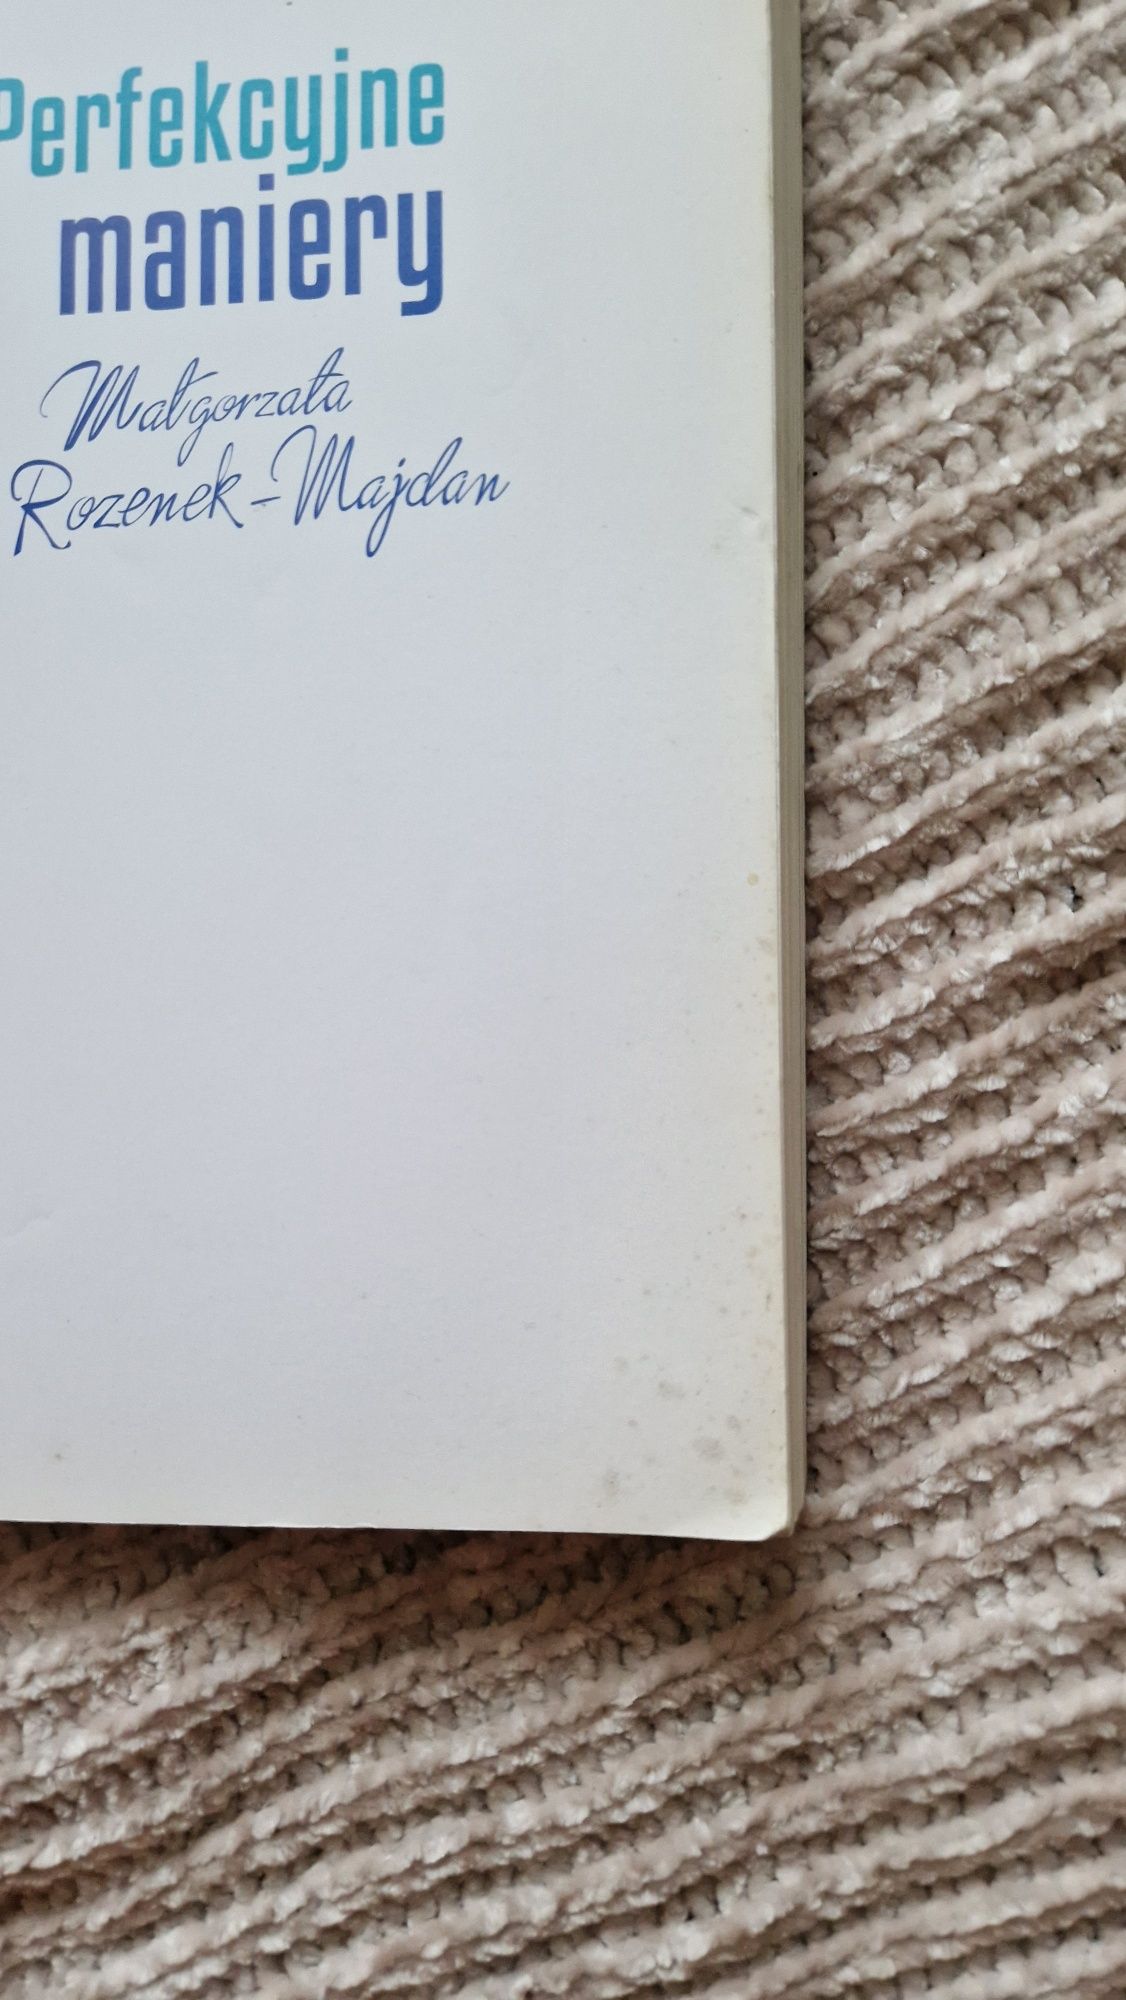 Perfekcyjne
maniery
Małgorzata
Rozenek-Majdan